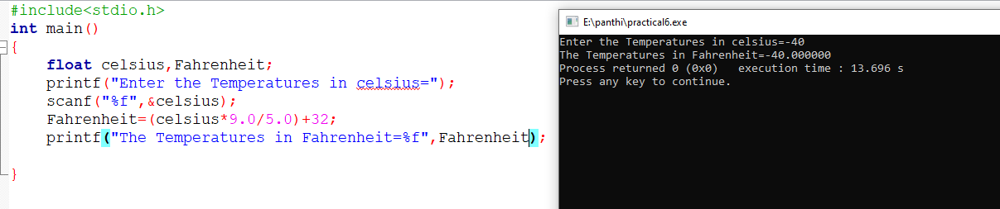 #include<stdio.h>
int main()
{
float celsius,Fahrenheit;
printf("Enter the Temperatures in celsius=");
scanf("%f",&celsius);
Fahrenheit=(celsius*9.0/5.0)+32;
printf("The Temperatures in Fahrenheit=%f",Fahrenheit);
}
E:\panthi\practical6.exe
Enter the Temperatures in celsius=-40
The Temperatures in Fahrenheit=-40.000000
Process returned 0 (0x0)   execution time : 13.696 s
Press any key to continue.